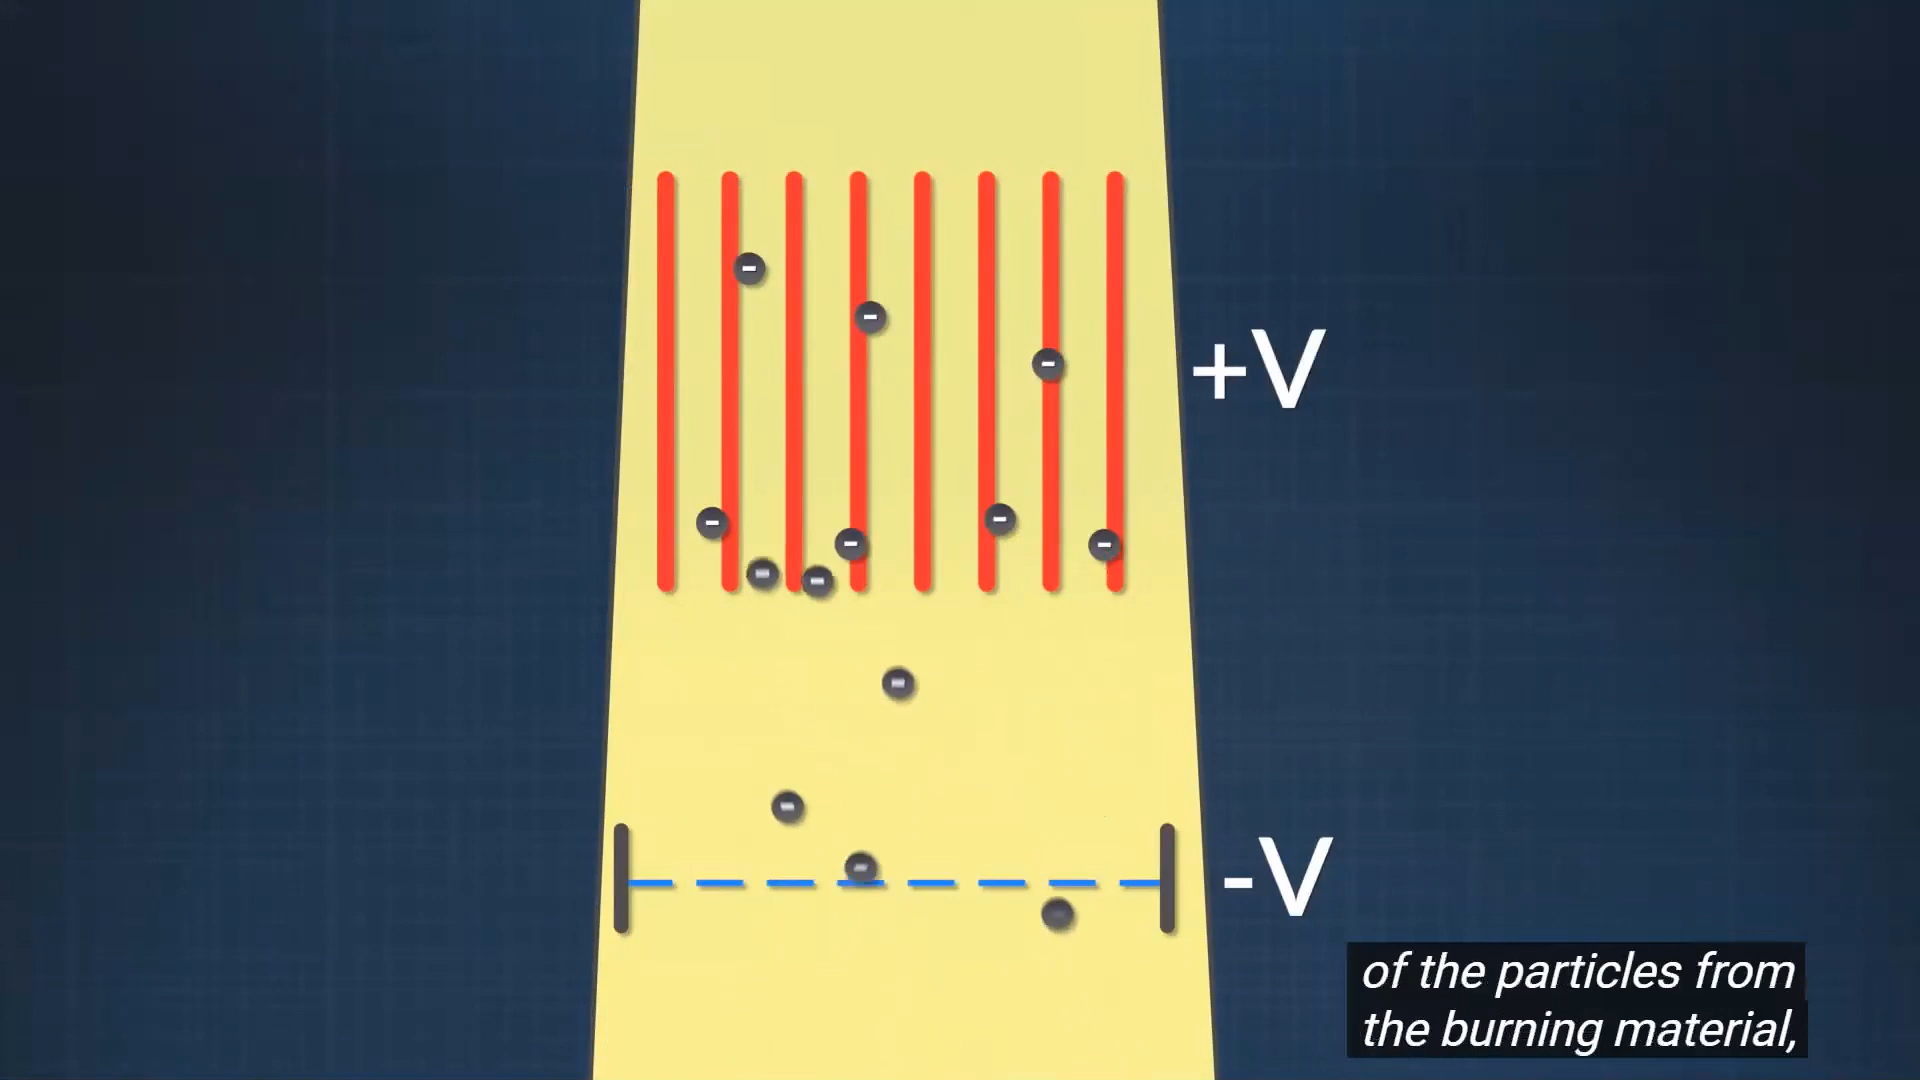 +V
-V
of the particles from
the burning material,